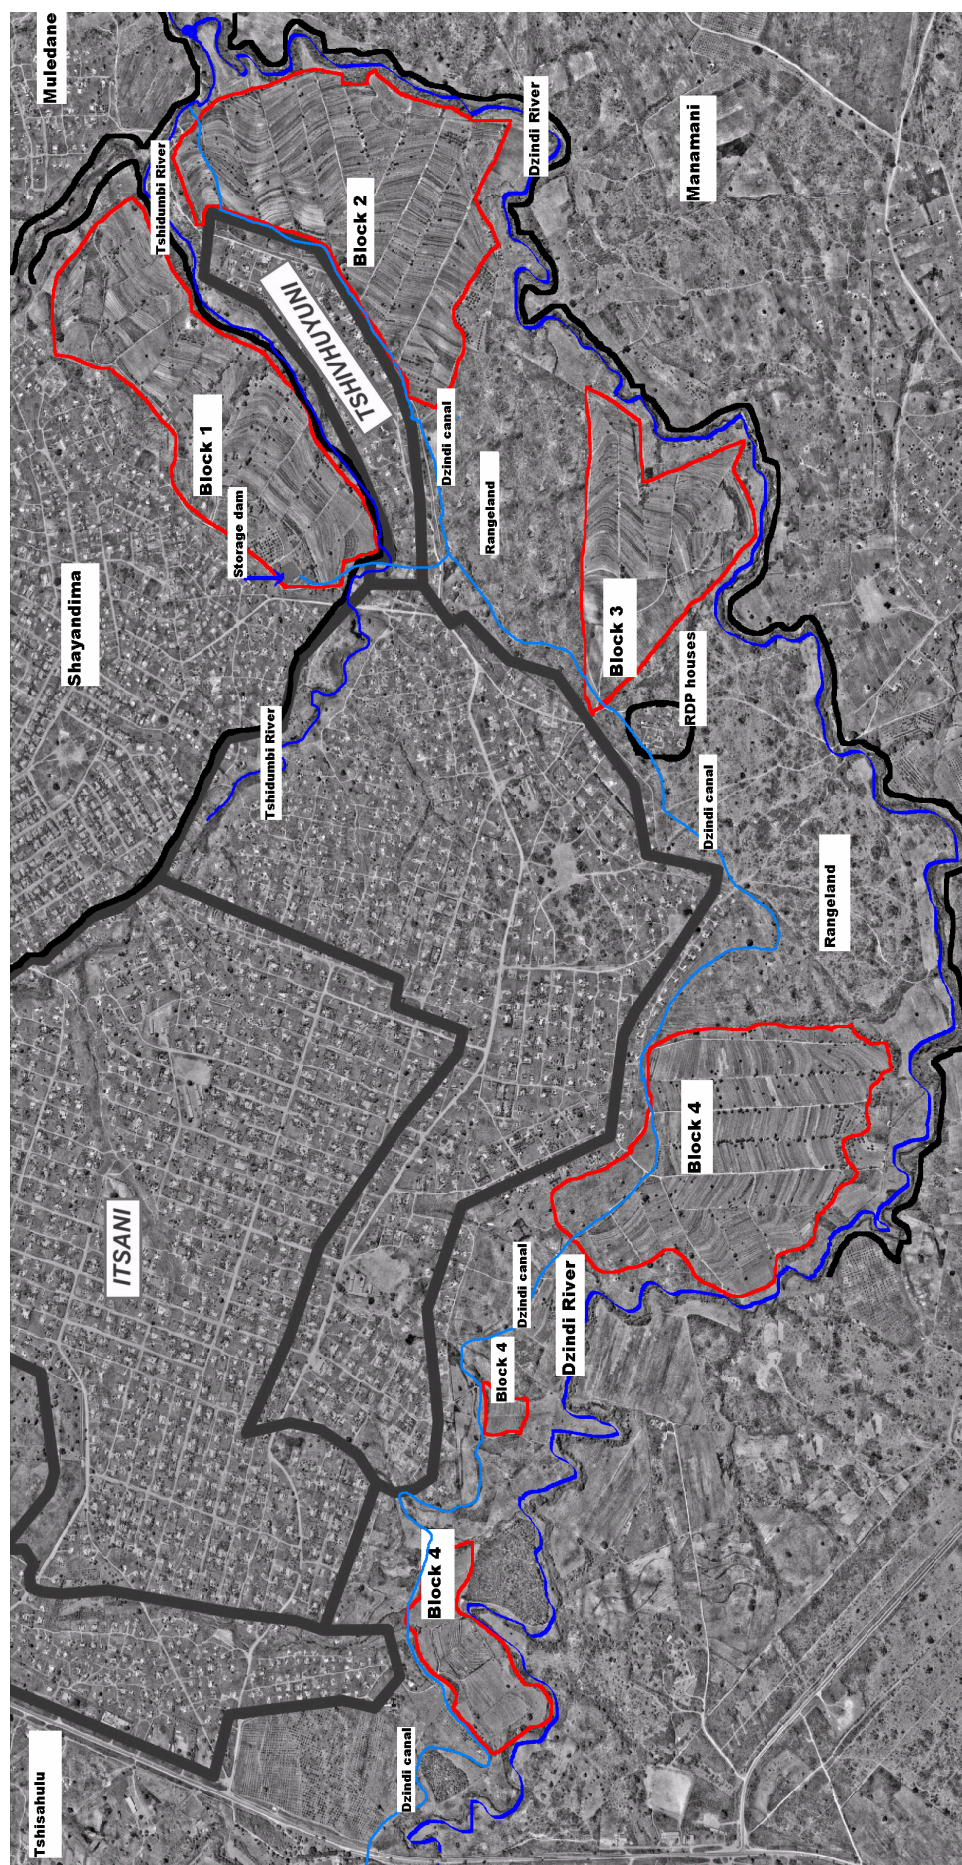 Muledane
Tshidumbi River
Dzindi River
Manamani
Block 2
TSHIVHUYUNI
Block 1
Dzindi canal
Storage dam
Rangeland
Shayandima
Block 3
RDP houses
Tshidumbi River
Dzindi canal
Rangeland
Block 4
ITSANI
Dzindi canal
Dzindi River
Block 4
Block 4
Dzindi canal
Tshisahulu